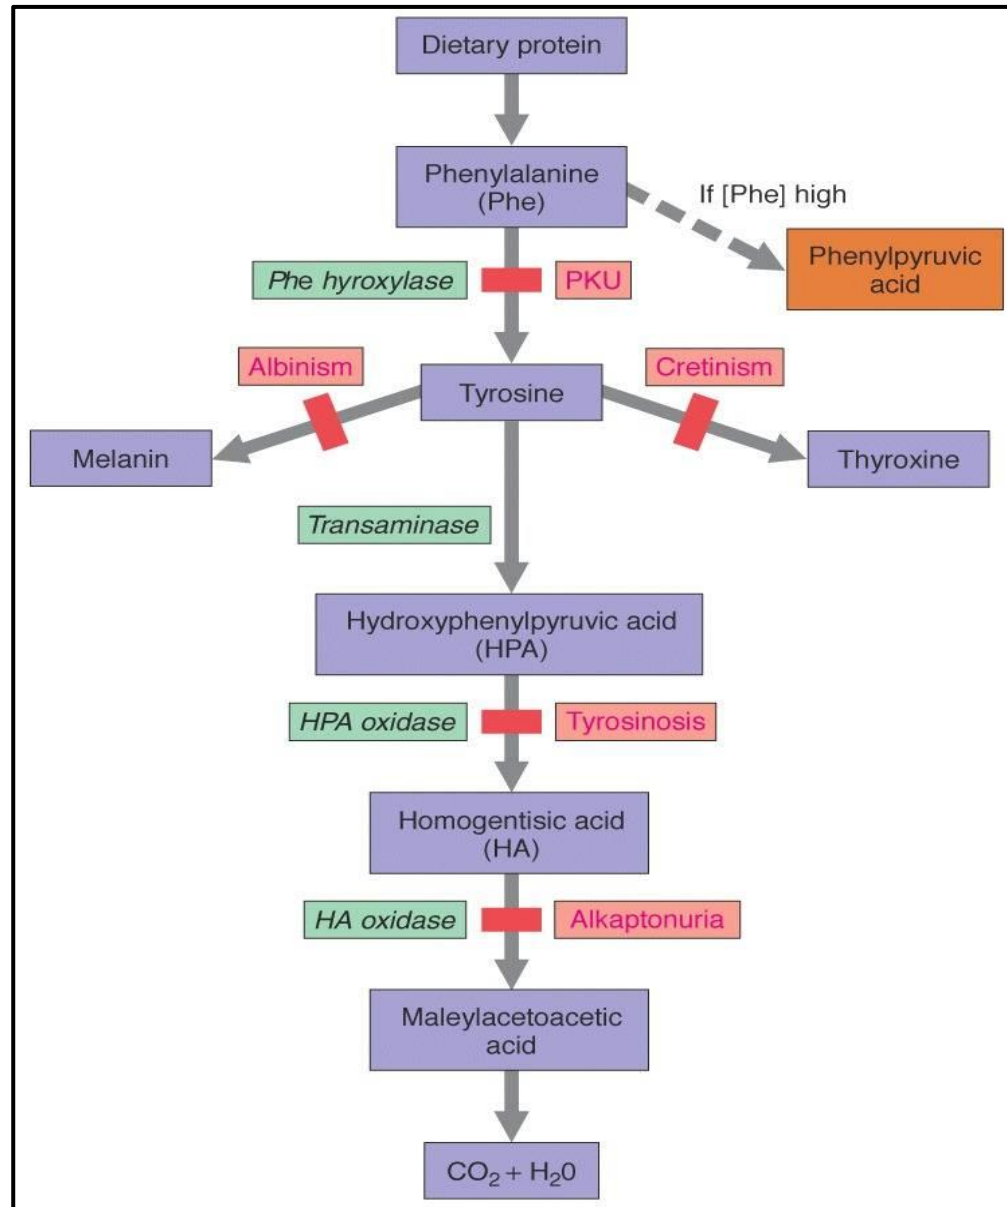 Dietary protein
Phenylalanine
(Phe)
If [Phe] high
Phenylpyruvic
acid
Phe hyroxylase
PKU
Albinism
Tyrosine
Cretinism
Melanin
Thyroxine
Transaminase
Hydroxyphenylpyruvic acid
(HPA)
HPA oxidase
Tyrosinosis
Homogentisic acid
(HA)
HA oxidase
Alkaptonuria
Maleylacetoacetic
acid
CO₂ + H₂0